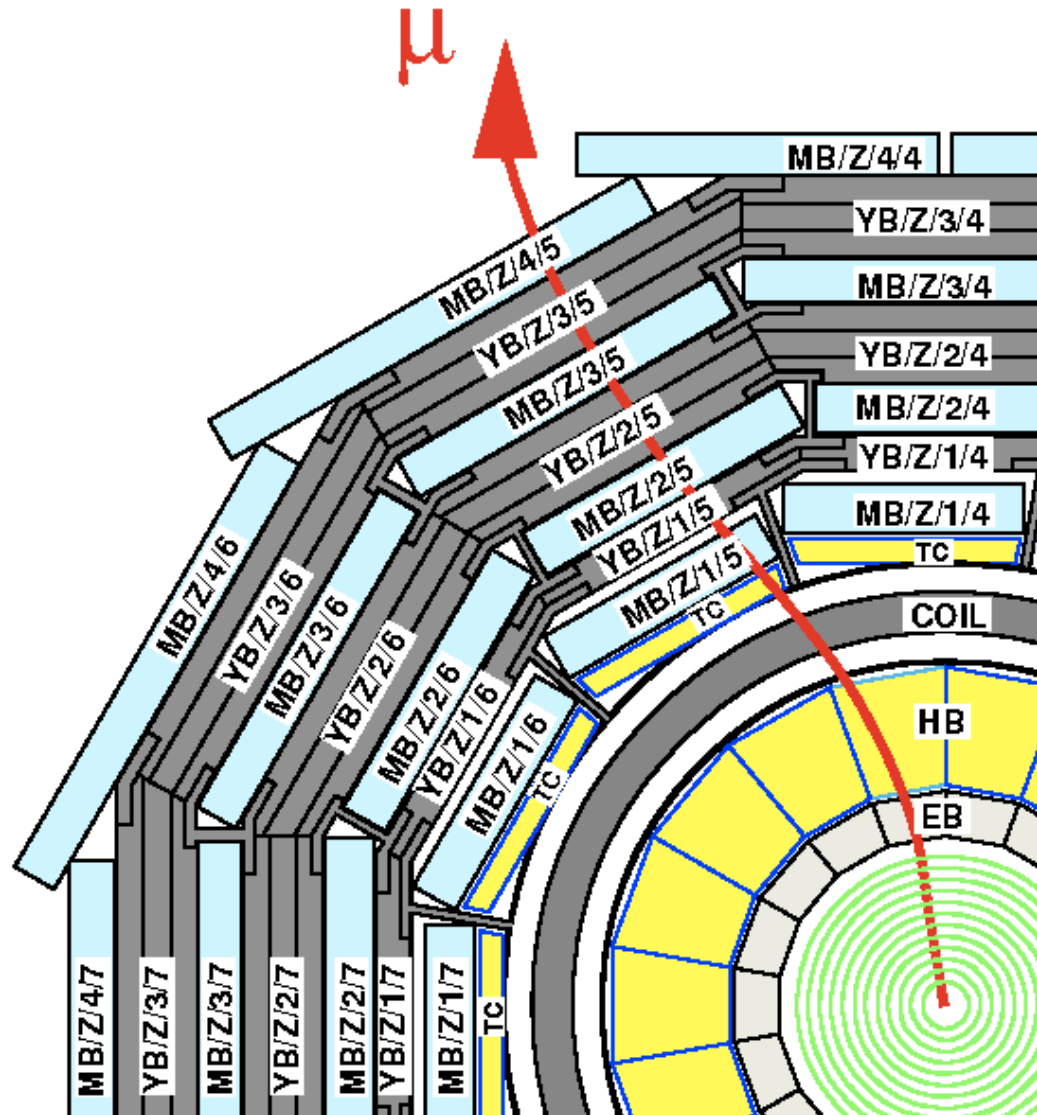 μ
MB/Z/4/4
YB/Z/3/4
MB/Z/3/4
YB/Z/2/4
MB/Z/2/4
YB/Z/1/4
MB/Z/1/4
TC
COIL
HB
EB
MB/Z/4/5
YB/Z/3/5
MB/Z/3/5
YB/Z/2/5
MB/Z/2/5
YB/Z/1/5
MB/Z/1/5
TC
MB/Z/4/6
YB/Z/3/6
MB/Z/3/6
YB/Z/2/6
MB/Z/2/6
YB/Z/1/6
MB/Z/1/6
TC
MB/Z/4/7
YB/Z/3/7
MB/Z/3/7
YB/Z/2/7
MB/Z/2/7
YB/Z/1/7
MB/Z/1/7
TC